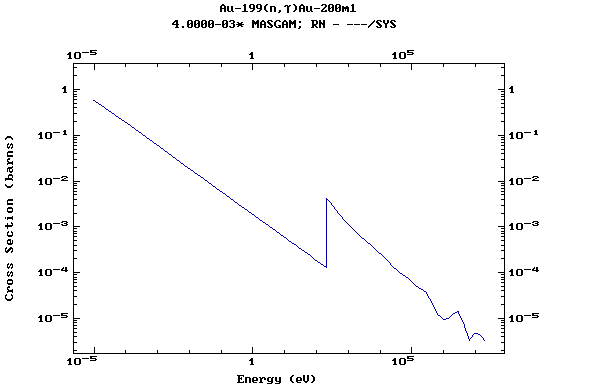 Au-199(n,γ)Au-200m1
4.0000-03* MASGAM; RN - ---/SYS
10⁻⁵ 1 10⁵
1 1
10⁻¹ 10⁻¹
10⁻² 10⁻²
10⁻³ 10⁻³
10⁻⁴ 10⁻⁴
10⁻⁵ 10⁻⁵
10⁻⁵ 1 10⁵
Cross Section (barns)
Energy (eV)